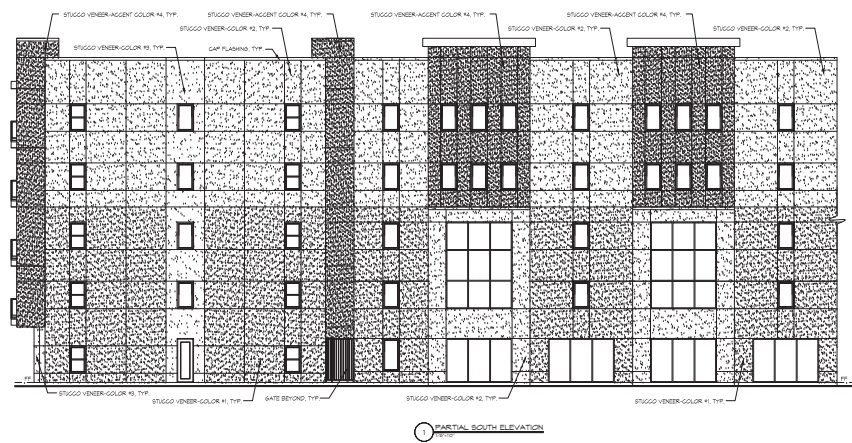 STUCCO VENEER-ACCENT COLOR #4, TYP.
STUCCO VENEER-ACCENT COLOR #4, TYP.
STUCCO VENEER-ACCENT COLOR #4, TYP.
STUCCO VENEER-ACCENT COLOR #4, TYP.
STUCCO VENEER-COLOR #2, TYP.
STUCCO VENEER-COLOR #2, TYP.
STUCCO VENEER-COLOR #2, TYP.
STUCCO VENEER-COLOR #3, TYP.
CAP FLASHING, TYP.
FF
FF
STUCCO VENEER-COLOR #3, TYP.
STUCCO VENEER-COLOR #1, TYP.
GATE BEYOND, TYP.
STUCCO VENEER-COLOR #2, TYP.
STUCCO VENEER-COLOR #1, TYP.
1 PARTIAL SOUTH ELEVATION